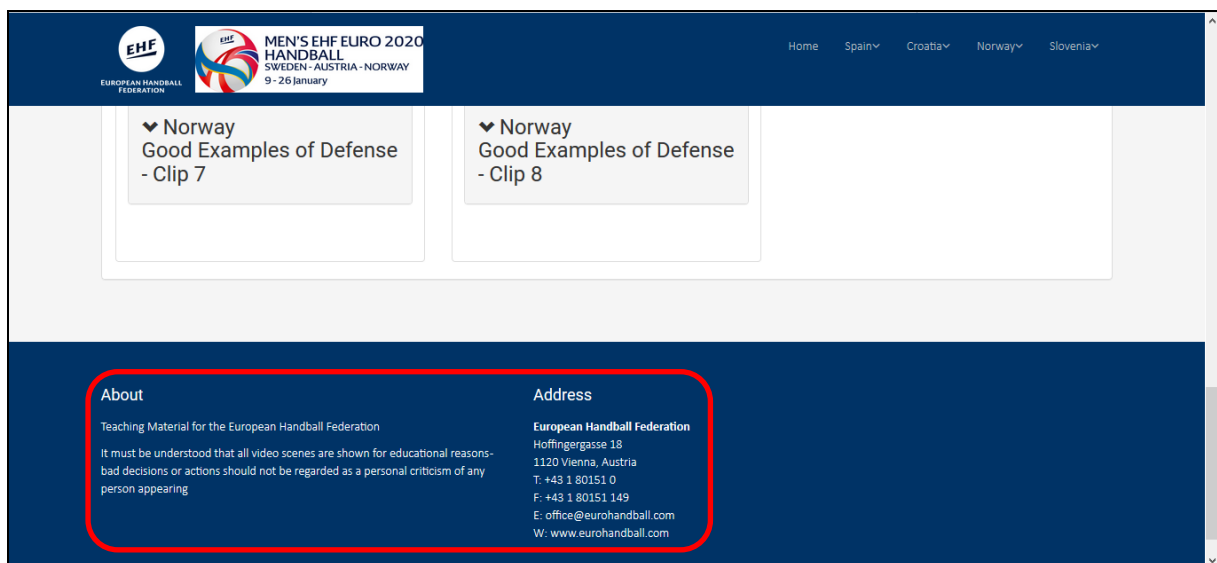 EHF
EUROPEAN HANDBALL
FEDERATION
EHF
MEN'S EHF EURO 2020
HANDBALL
SWEDEN - AUSTRIA - NORWAY
9 - 26 January
Home Spain Croatia Norway Slovenia
Norway
Good Examples of Defense
- Clip 7
Norway
Good Examples of Defense
- Clip 8
About
Teaching Material for the European Handball Federation
It must be understood that all video scenes are shown for educational reasons-
bad decisions or actions should not be regarded as a personal criticism of any
person appearing
Address
European Handball Federation
Hoffingergasse 18
1120 Vienna, Austria
T: +43 1 80151 0
F: +43 1 80151 149
E: office@eurohandball.com
W: www.eurohandball.com